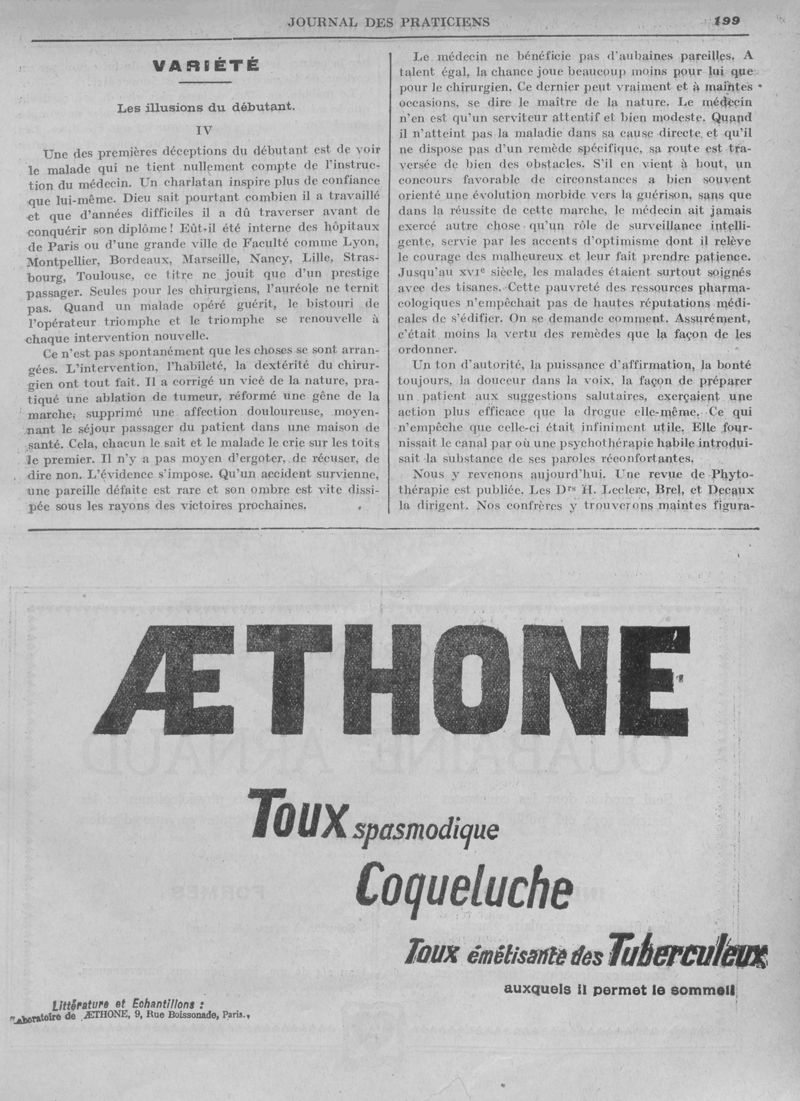 JOURNAL DES PRATICIENS
199
VARIÉTÉ
Les illusions du débutant.
IV
Une des premières déceptions du débutant est de voir
le malade qui ne tient nullement compte de l'instruc-
tion du médecin. Un charlatan inspire plus de confiance
que lui-même. Dieu sait pourtant combien il a travaillé
et que d'années difficiles il a dû traverser avant de
conquérir son diplôme ! Eût-il été interne des hôpitaux
de Paris ou d'une grande ville de Faculté comme Lyon,
Montpellier, Bordeaux, Marseille, Nancy, Lille, Stras-
bourg, Toulouse, ce titre ne jouit que d'un prestige
passager. Seules pour les chirurgiens, l'auréole ne ternit
pas. Quand un malade opéré guérit, le bistouri de
l'opérateur triomphe et le triomphe se renouvelle à
chaque intervention nouvelle.
Ce n'est pas spontanément que les choses se sont arran-
gées. L'intervention, l'habileté, la dextérité du chirur-
gien ont tout fait. Il a corrigé un vice de la nature, pra-
tiqué une ablation de tumeur, réformé une gêne de la
marche, supprimé une affection douloureuse, moyen-
nant le séjour passager du patient dans une maison de
santé. Cela, chacun le sait et le malade le crie sur les toits
le premier. Il n'y a pas moyen d'ergoter, de récuser, de
dire non. L'évidence s'impose. Qu'un accident survienne,
une pareille défaite est rare et son ombre est vite dissi-
pée sous les rayons des victoires prochaines.
Le médecin ne bénéficie pas d'aubaines pareilles. A
talent égal, la chance joue beaucoup moins pour lui que
pour le chirurgien. Ce dernier peut vraiment et à maintes
occasions, se dire le maître de la nature. Le médecin
n'en est qu'un serviteur attentif et bien modeste. Quand
il n'atteint pas la maladie dans sa cause directe et qu'il
ne dispose pas d'un remède spécifique, sa route est tra-
versée de bien des obstacles. S'il en vient à bout, un
concours favorable de circonstances a bien souvent
orienté une évolution morbide vers la guérison, sans que
dans la réussite de cette marche, le médecin ait jamais
exercé autre chose qu'un rôle de surveillance intelli-
gente, servie par les accents d'optimisme dont il relève
le courage des malheureux et leur fait prendre patience.
Jusqu'au XVIe siècle, les malades étaient surtout soignés
avec des tisanes. Cette pauvreté des ressources pharma-
cologiques n'empêchait pas de hautes réputations médi-
cales de s'édifier. On se demande comment. Assurément,
c'était moins la vertu des remèdes que la façon de les
ordonner.
Un ton d'autorité, la puissance d'affirmation, la bonté
toujours, la douceur dans la voix, la façon de préparer
un patient aux suggestions salutaires, exerçaient une
action plus efficace que la drogue elle-même. Ce qui
n'empêche que celle-ci était infiniment utile. Elle four-
nissait le canal par où une psychothérapie habile introdui-
sait la substance de ses paroles réconfortantes.
Nous y revenons aujourd'hui. Une revue de Phyto-
thérapie est publiée. Les Drs H. Leclerc, Brel, et Decaux
la dirigent. Nos confrères y trouverons maintes figura-
ÆTHONE
Toux spasmodique
Coqueluche
Toux émétisante des Tuberculeux
auxquels il permet le sommeil
Littérature et Echantillons :
Laboratoire de ÆTHONE, 9, Rue Boissonade, Paris.